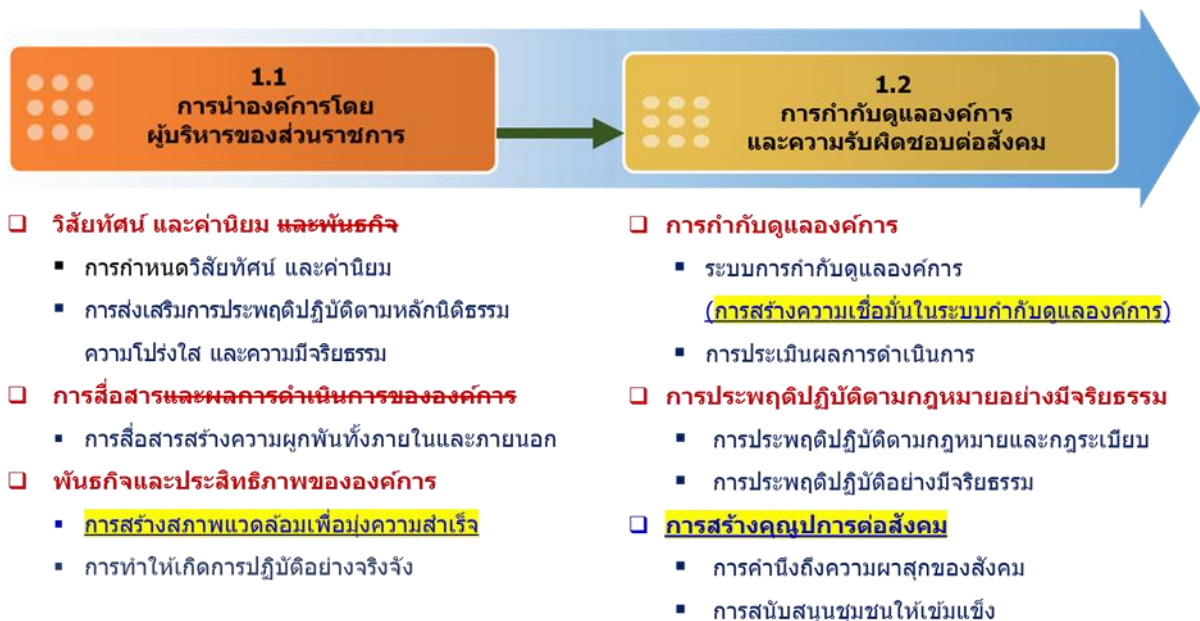 1.1
การนำองค์การโดย
ผู้บริหารของส่วนราชการ
1.2
การกำกับดูแลองค์การ
และความรับผิดชอบต่อสังคม
วิสัยทัศน์ และค่านิยม และพันธกิจ
การกำหนดวิสัยทัศน์ และค่านิยม
การส่งเสริมการประพฤติปฏิบัติตามหลักนิติธรรม
ความโปร่งใส และความมีจริยธรรม
การสื่อสารและผลการดำเนินการขององค์การ
การสื่อสารสร้างความผูกพันทั้งภายในและภายนอก
พันธกิจและประสิทธิภาพขององค์การ
การสร้างสภาพแวดล้อมเพื่อมุ่งความสำเร็จ
การทำให้เกิดการปฏิบัติอย่างจริงจัง
การกำกับดูแลองค์การ
ระบบการกำกับดูแลองค์การ
(การสร้างความเชื่อมั่นในระบบกำกับดูแลองค์การ)
การประเมินผลการดำเนินการ
การประพฤติปฏิบัติตามกฎหมายอย่างมีจริยธรรม
การประพฤติปฏิบัติตามกฎหมายและกฎระเบียบ
การประพฤติปฏิบัติอย่างมีจริยธรรม
การสร้างคุณูปการต่อสังคม
การคำนึงถึงความผาสุกของสังคม
การสนับสนุนชุมชนให้เข้มแข็ง